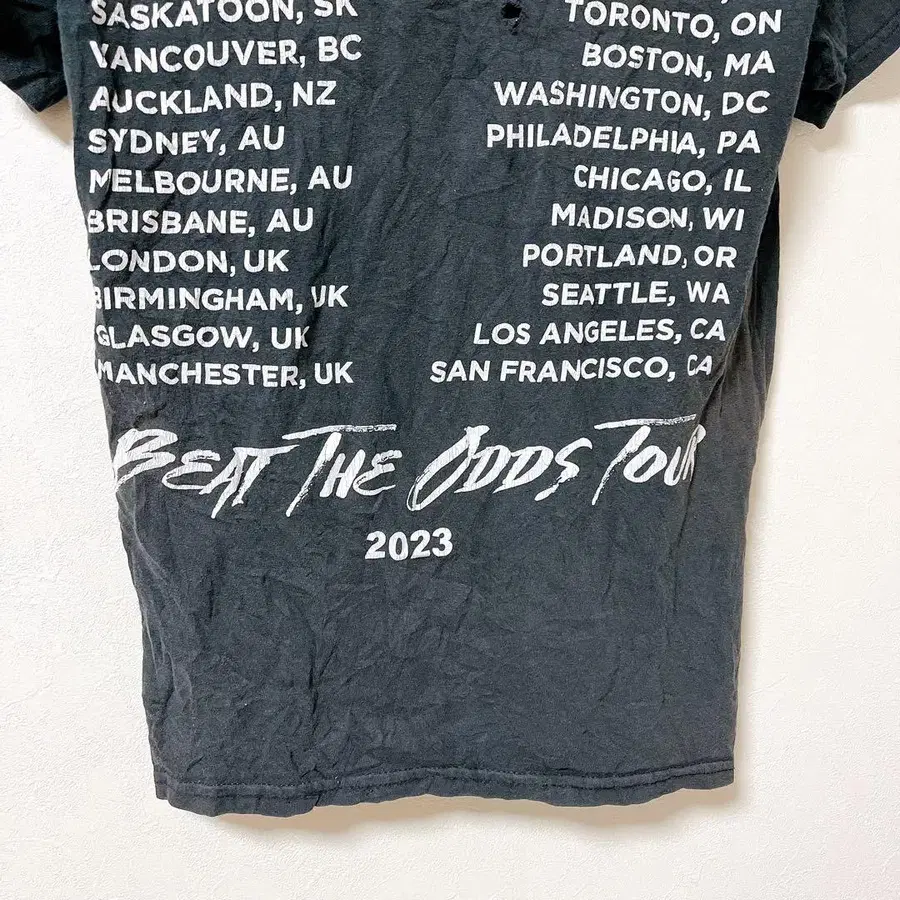 SASKATOON, SK
VANCOUVER, BC
AUCKLAND, NZ
SYDNEY, AU
MELBOURNE, AU
BRISBANE, AU
LONDON, UK
BIRMINGHAM, UK
GLASGOW, UK
MANCHESTER, UK
TORONTO, ON
BOSTON, MA
WASHINGTON, DC
PHILADELPHIA, PA
CHICAGO, IL
MADISON, WI
PORTLAND, OR
SEATTLE, WA
LOS ANGELES, CA
SAN FRANCISCO, CA
BEAT THE ODDS TOUR
2023